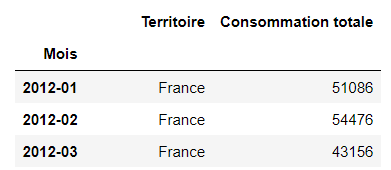 Territoire Consommation totale
Mois
2012-01 France 51086
2012-02 France 54476
2012-03 France 43156